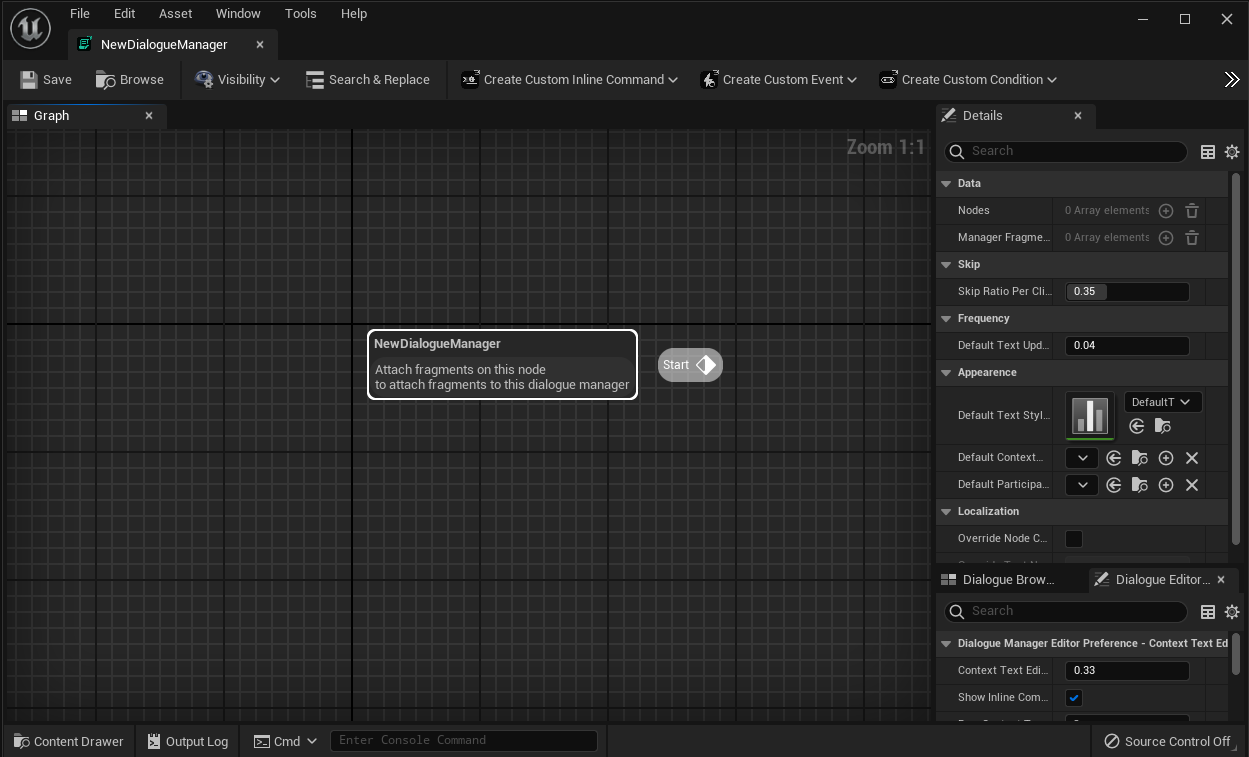 File Edit Asset Window Tools Help
NewDialogueManager
Save Browse Visibility Search & Replace Create Custom Inline Command Create Custom Event Create Custom Condition
Graph
Zoom 1:1
NewDialogueManager
Attach fragments on this node
to attach fragments to this dialogue manager
Start
Details
Search
Data
Nodes 0 Array elements
Manager Fragme... 0 Array elements
Skip
Skip Ratio Per Cli... 0.35
Frequency
Default Text Upd... 0.04
Appearence
Default Text Styl... DefaultT
Default Context...
Default Participa...
Localization
Override Node C...
Dialogue Brow... Dialogue Editor...
Search
Dialogue Manager Editor Preference - Context Text Ed
Context Text Edi... 0.33
Show Inline Com...
Content Drawer Output Log Cmd Enter Console Command Source Control Off